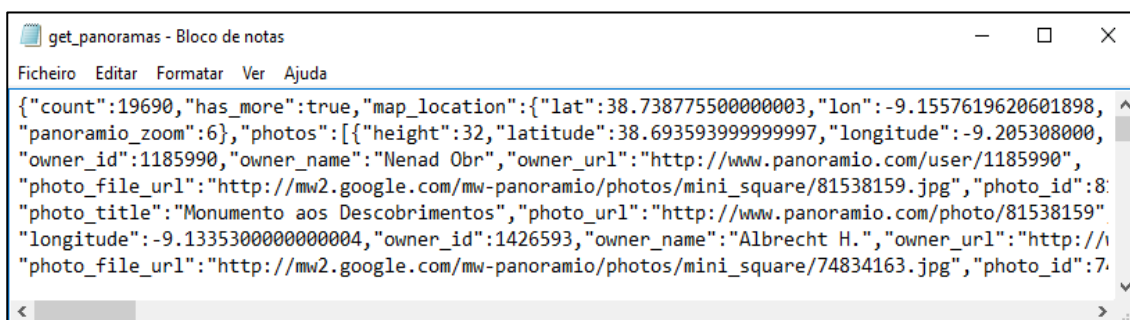 get_panoramas - Bloco de notas
Ficheiro Editar Formatar Ver Ajuda
{"count":19690,"has_more":true,"map_location":{"lat":38.738775500000003,"lon":-9.1557619620601898,
"panoramio_zoom":6},"photos":[{"height":32,"latitude":38.693593999999997,"longitude":-9.205308000,
"owner_id":1185990,"owner_name":"Nenad Obr","owner_url":"http://www.panoramio.com/user/1185990",
"photo_file_url":"http://mw2.google.com/mw-panoramio/photos/mini_square/81538159.jpg","photo_id":8
"photo_title":"Monumento aos Descobrimentos","photo_url":"http://www.panoramio.com/photo/81538159"
"longitude":-9.1335300000000004,"owner_id":1426593,"owner_name":"Albrecht H.","owner_url":"http://
"photo_file_url":"http://mw2.google.com/mw-panoramio/photos/mini_square/74834163.jpg","photo_id":7